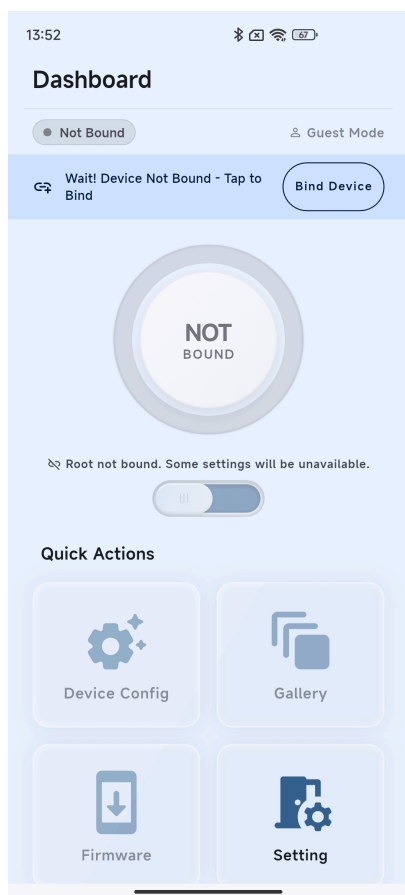 13:52
67
Dashboard
Not Bound
Guest Mode
Wait! Device Not Bound - Tap to
Bind
Bind Device
NOT
BOUND
Root not bound. Some settings will be unavailable.
Quick Actions
Device Config
Gallery
Firmware
Setting